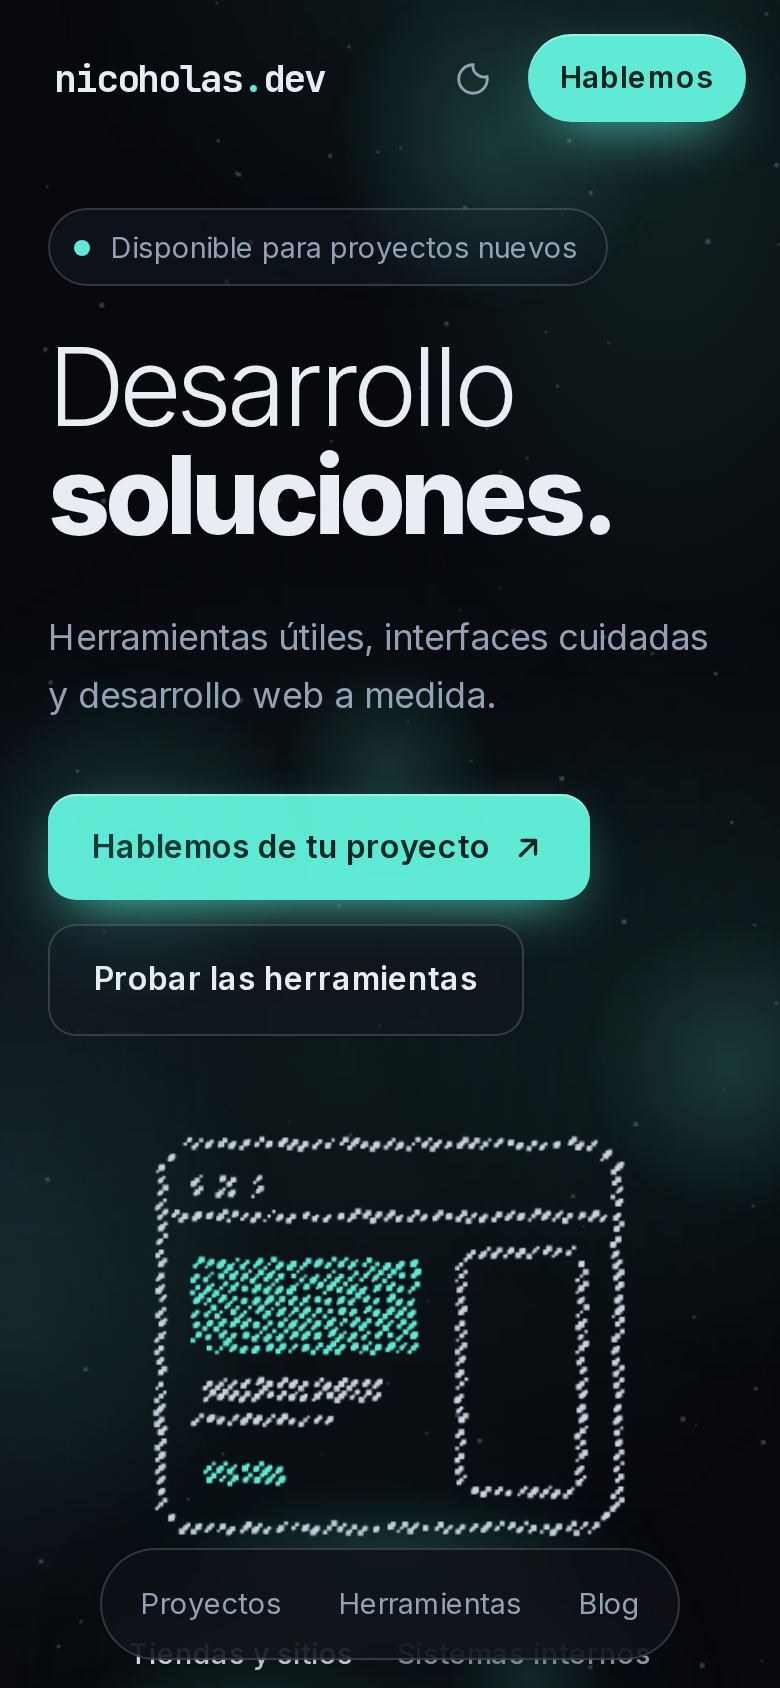 nicoholas.dev
Hablemos
Disponible para proyectos nuevos
Desarrollo
soluciones.
Herramientas útiles, interfaces cuidadas
y desarrollo web a medida.
Hablemos de tu proyecto
Probar las herramientas
Proyectos Herramientas Blog
Tiendas y sitios Sistemas internos